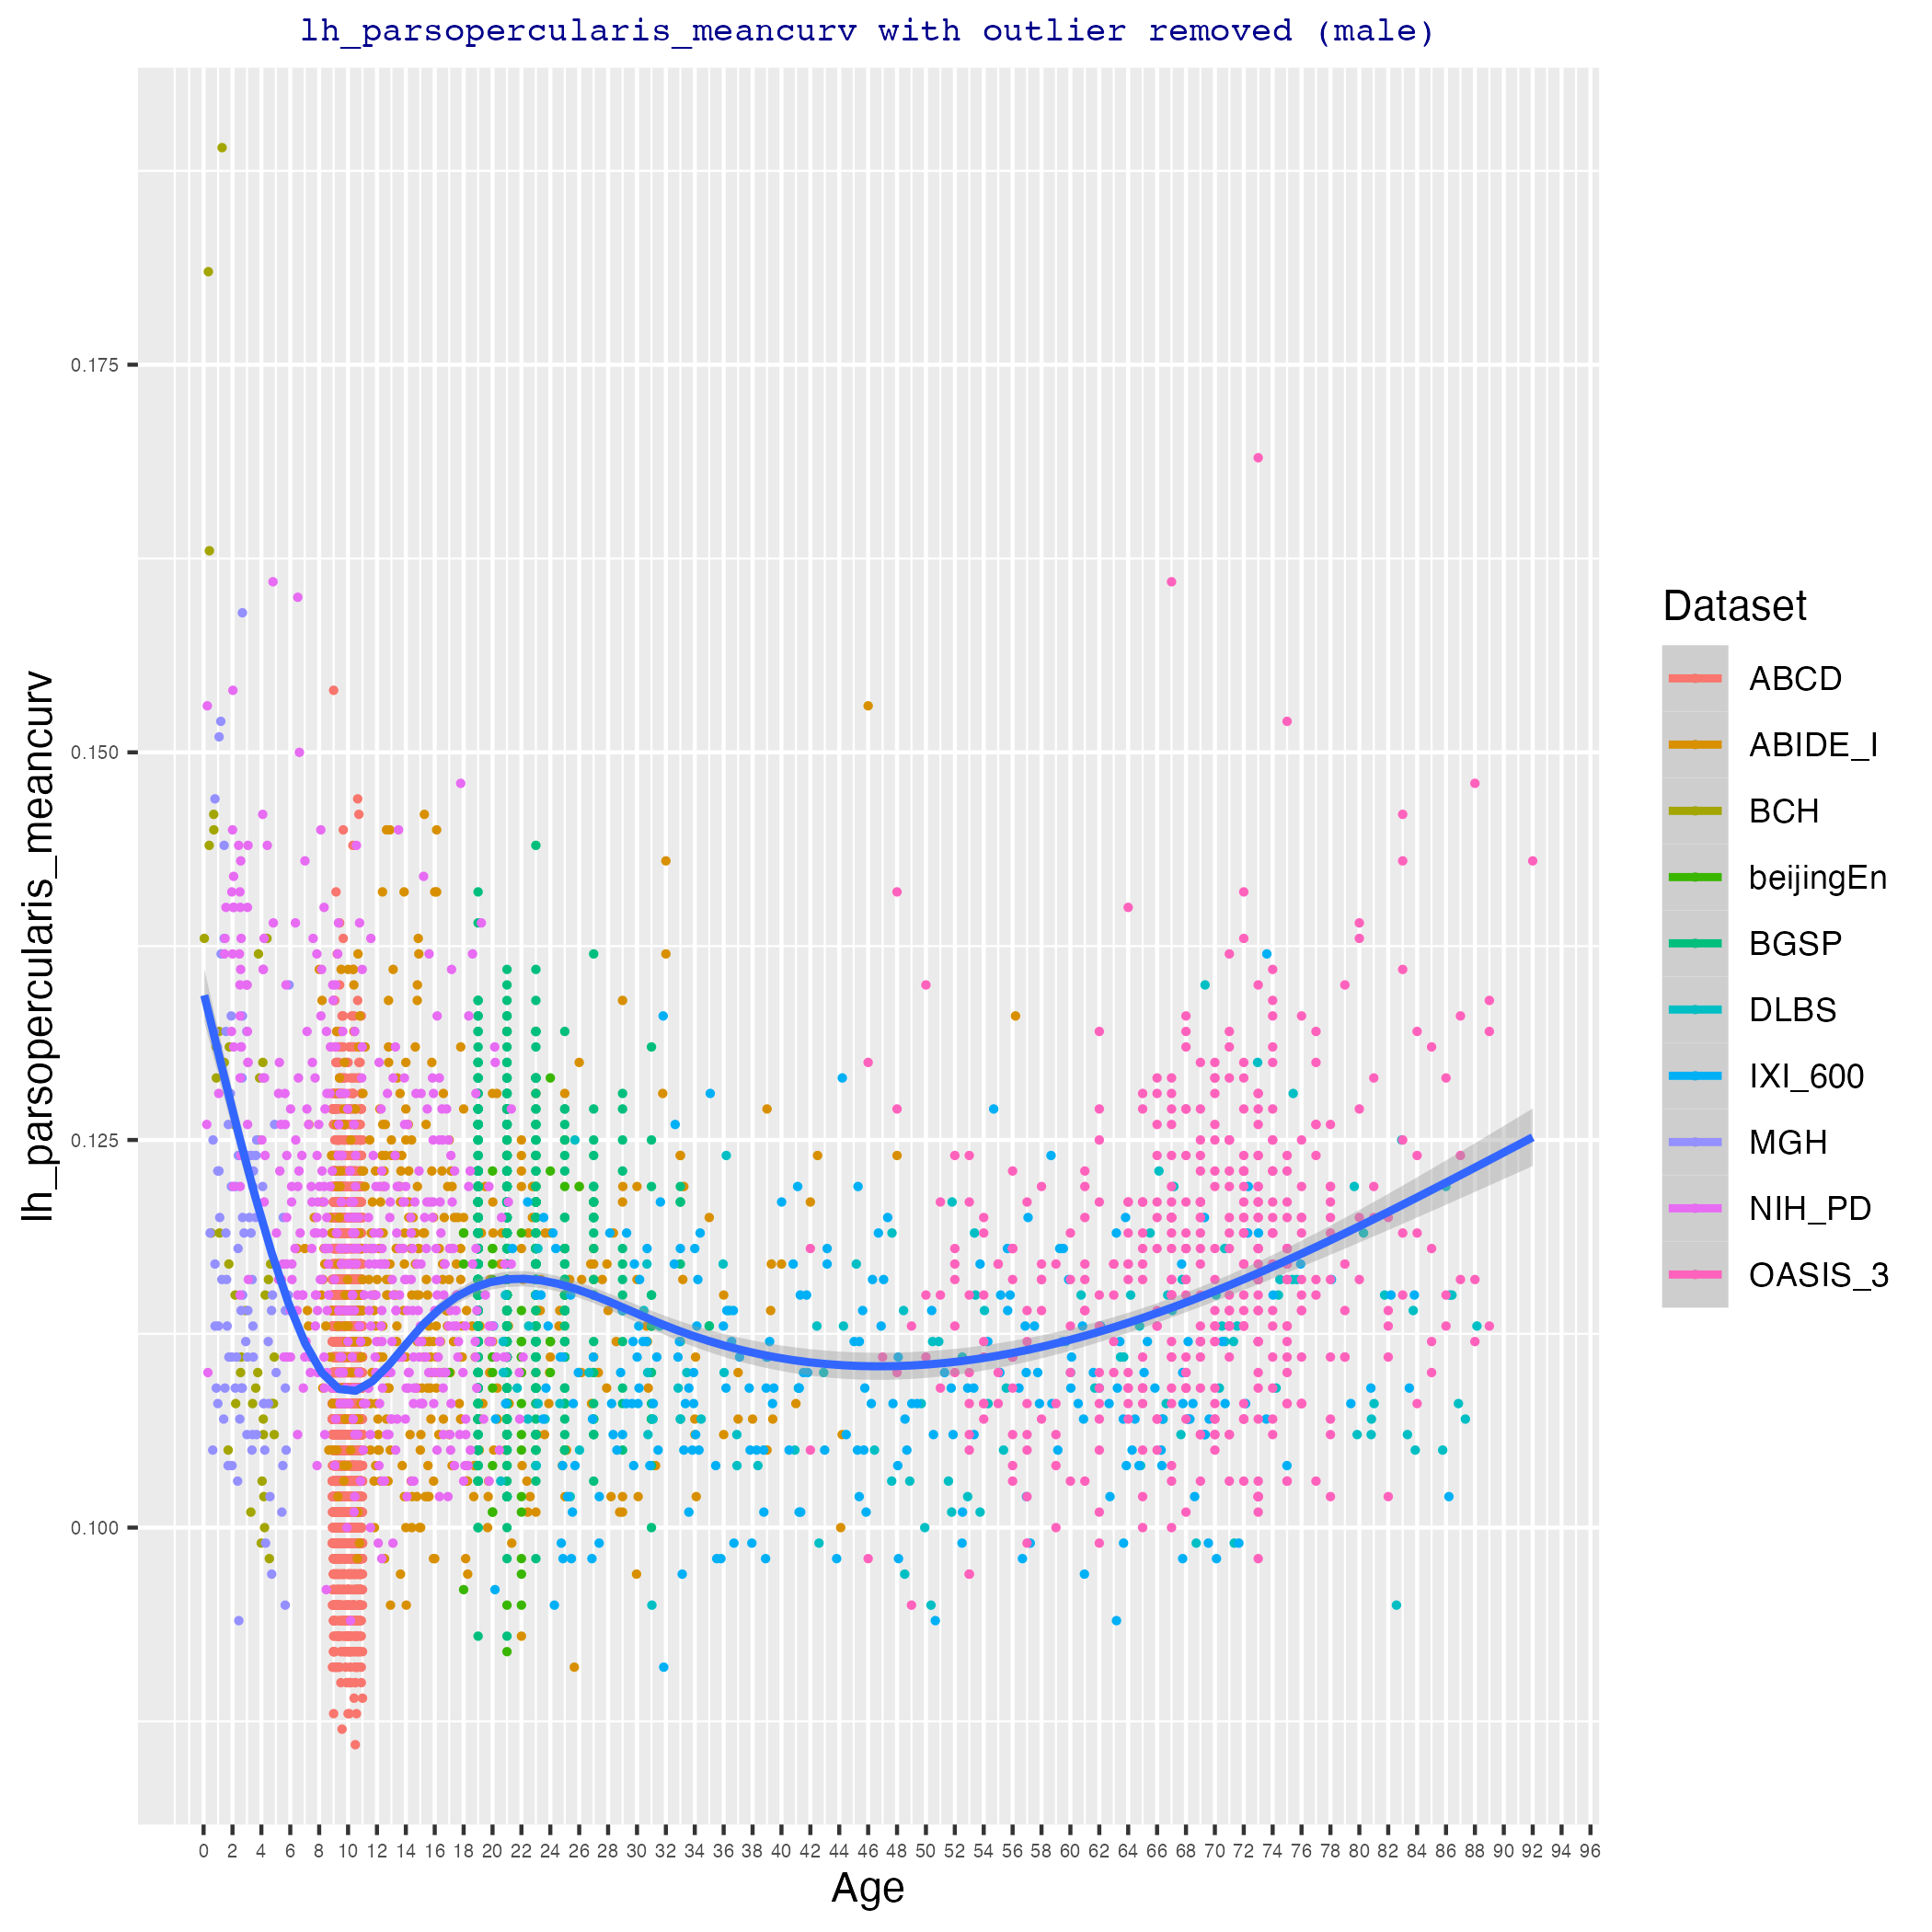 lh_parsopercularis_meancurv with outlier removed (male)
lh_parsopercularis_meancurv
0.175
0.150
0.125
0.100
0 2 4 6 8 10 12 14 16 18 20 22 24 26 28 30 32 34 36 38 40 42 44 46 48 50 52 54 56 58 60 62 64 66 68 70 72 74 76 78 80 82 84 86 88 90 92 94 96
Age
Dataset
ABCD
ABIDE_I
BCH
beijingEn
BGSP
DLBS
IXI_600
MGH
NIH_PD
OASIS_3